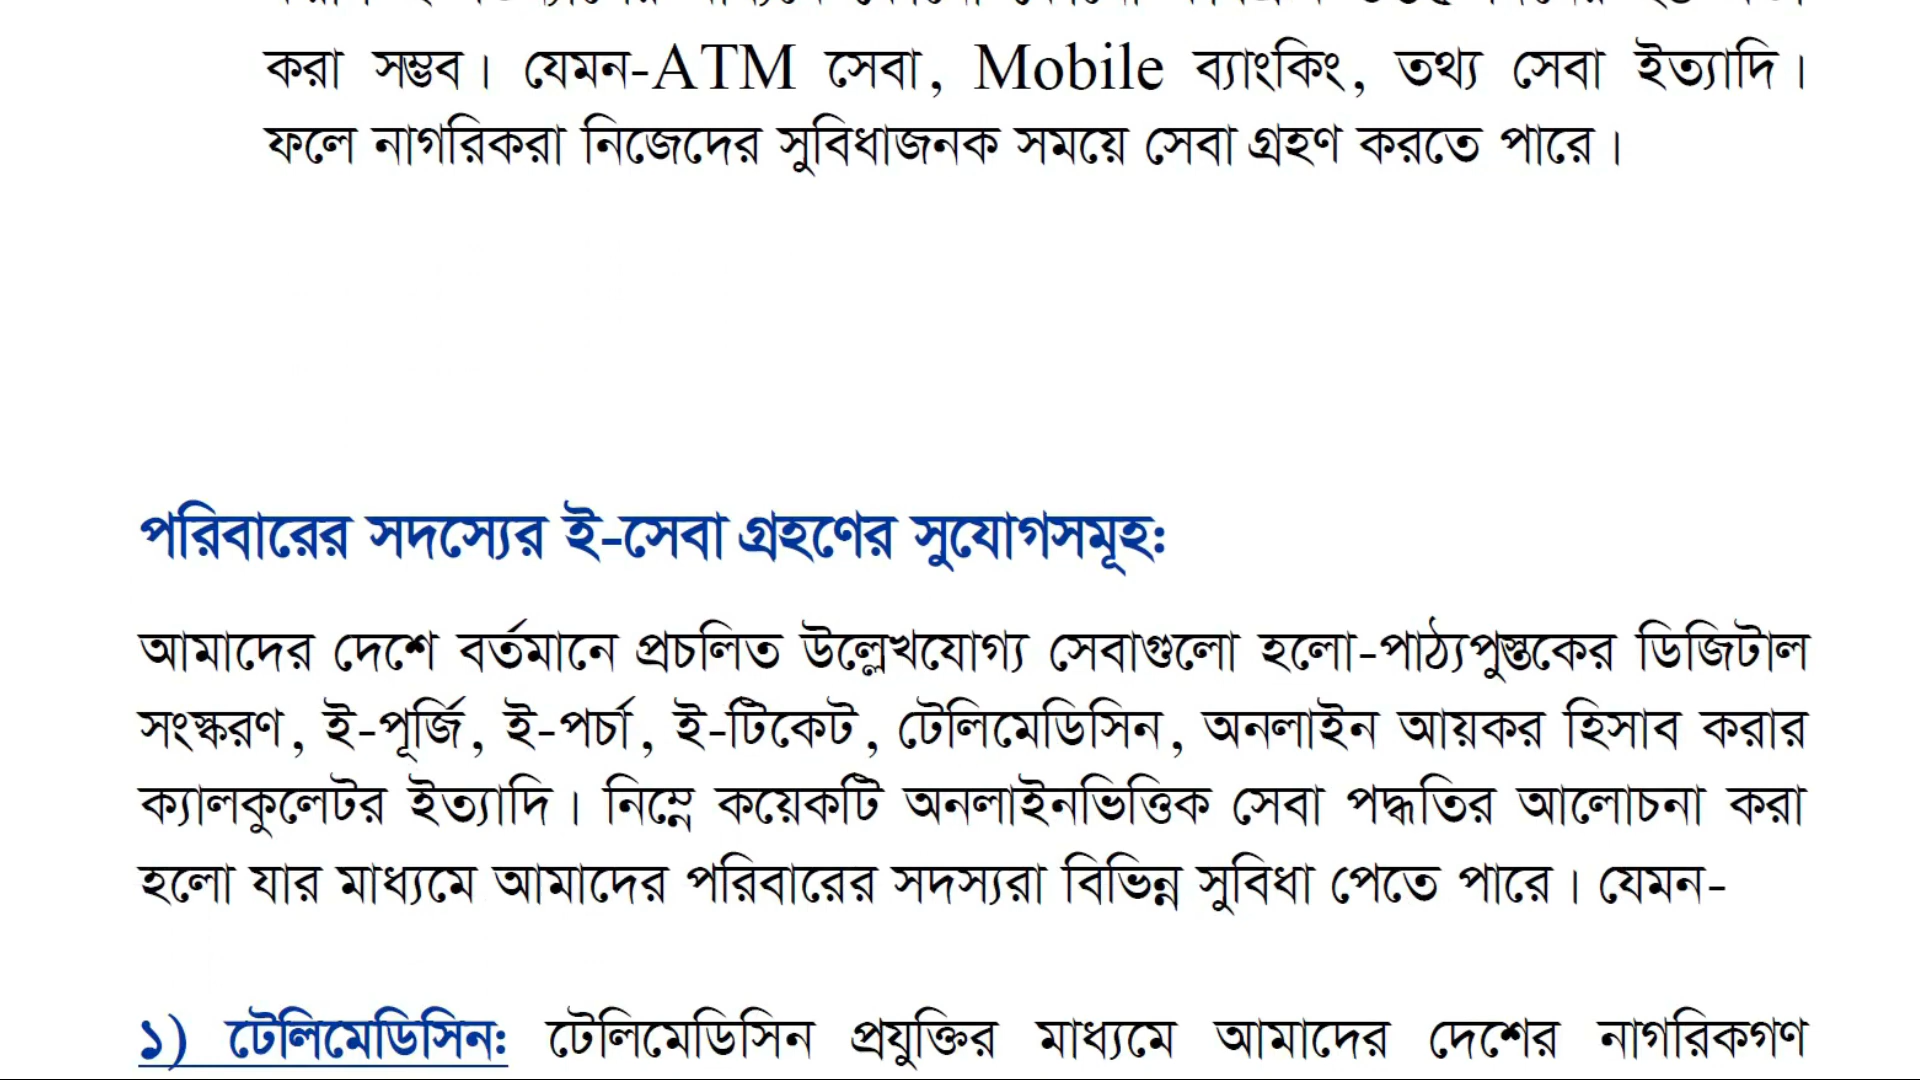 করা সম্ভব। যেমন-ATM সেবা, Mobile ব্যাংকিং, তথ্য সেবা ইত্যাদি।
ফলে নাগরিকরা নিজেদের সুবিধাজনক সময়ে সেবা গ্রহণ করতে পারে।
পরিবারের সদস্যের ই-সেবা গ্রহণের সুযোগসমূহঃ
আমাদের দেশে বর্তমানে প্রচলিত উল্লেখযোগ্য সেবাগুলো হলো-পাঠ্যপুস্তকের ডিজিটাল
সংস্করণ, ই-পূর্জি, ই-পর্চা, ই-টিকেট, টেলিমেডিসিন, অনলাইন আয়কর হিসাব করার
ক্যালকুলেটর ইত্যাদি। নিম্নে কয়েকটি অনলাইনভিত্তিক সেবা পদ্ধতির আলোচনা করা
হলো যার মাধ্যমে আমাদের পরিবারের সদস্যরা বিভিন্ন সুবিধা পেতে পারে। যেমন-
১) টেলিমেডিসিনঃ টেলিমেডিসিন প্রযুক্তির মাধ্যমে আমাদের দেশের নাগরিকগণ